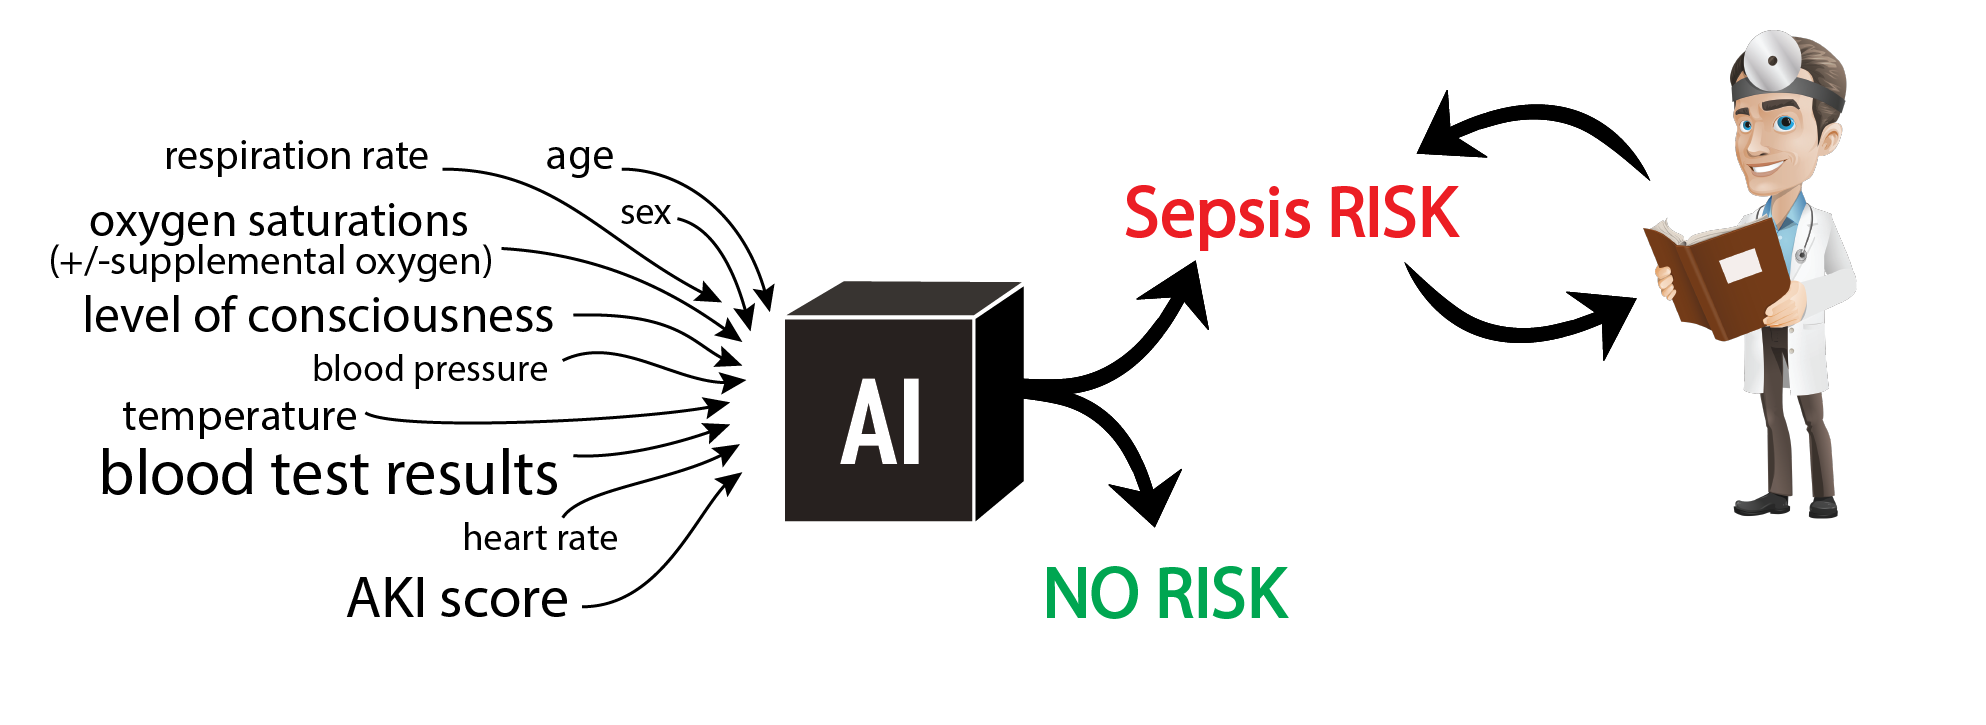 respiration rate
age
sex
oxygen saturations
(+/-supplemental oxygen)
level of consciousness
blood pressure
temperature
blood test results
heart rate
AKI score
AI
Sepsis RISK
NO RISK